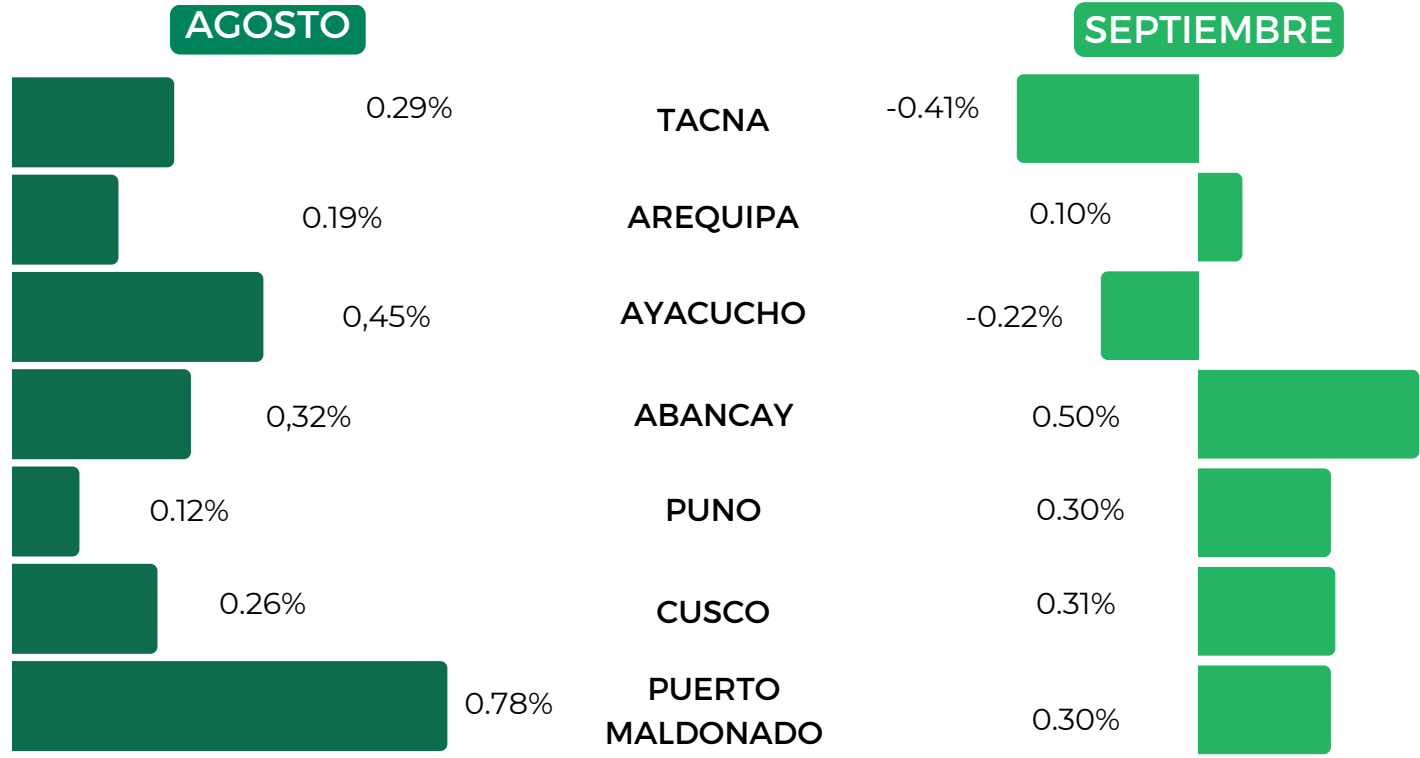 AGOSTO
SEPTIEMBRE
0.29%
TACNA
-0.41%
0.19%
AREQUIPA
0.10%
0,45%
AYACUCHO
-0.22%
0,32%
ABANCAY
0.50%
0.12%
PUNO
0.30%
0.26%
CUSCO
0.31%
0.78%
PUERTO
MALDONADO
0.30%